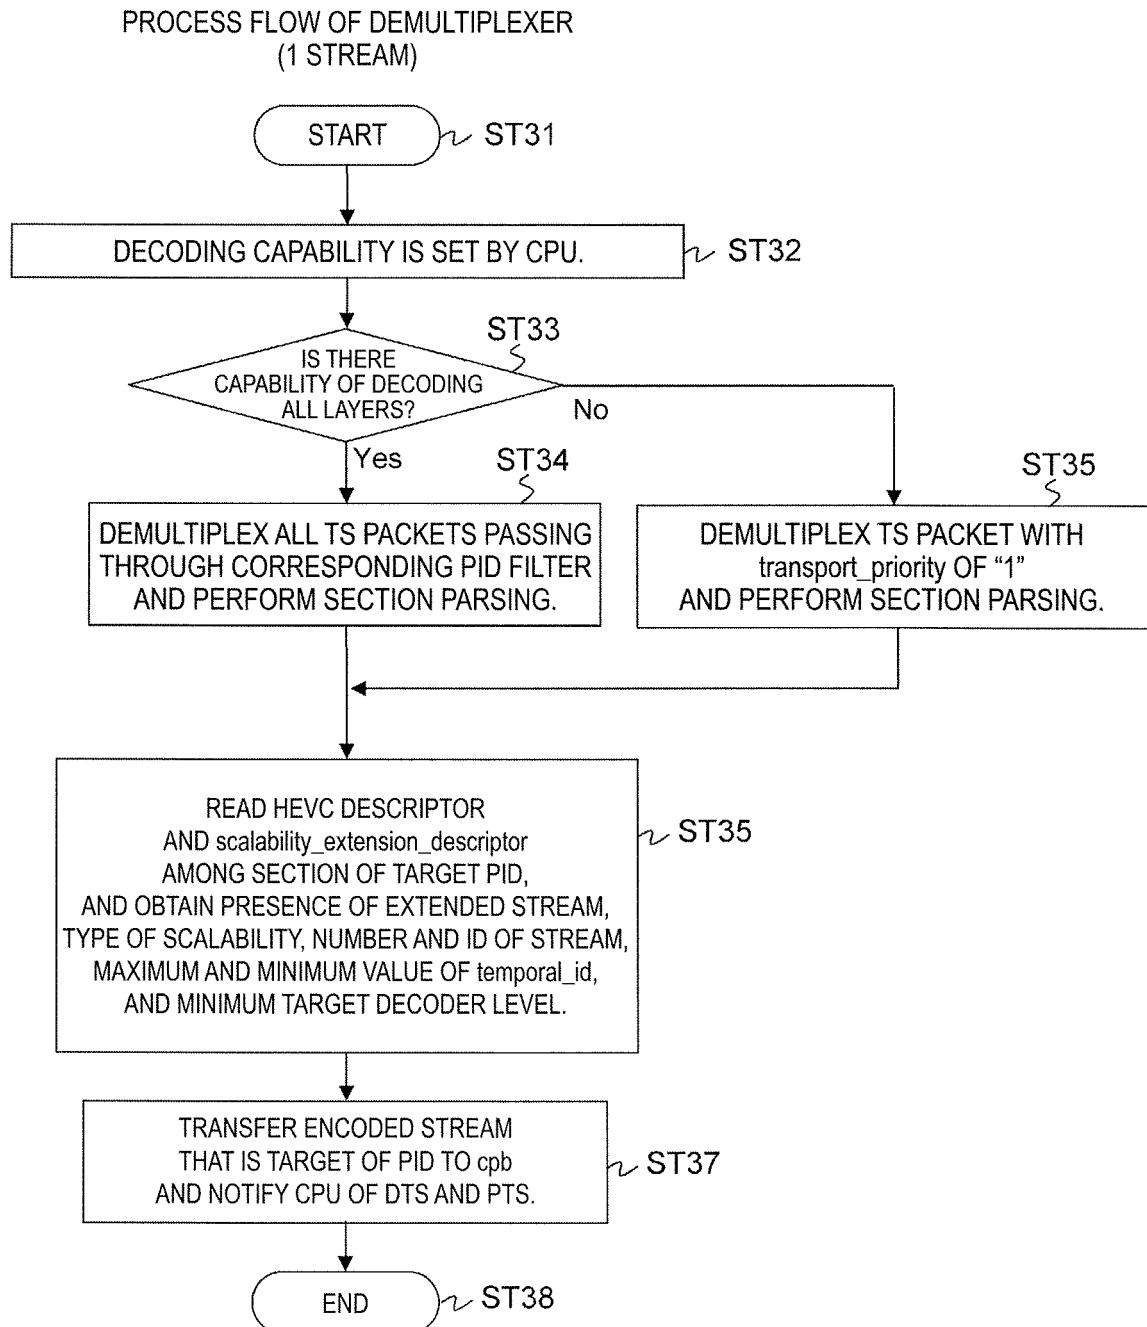 PROCESS FLOW OF DEMULTIPLEXER
(1 STREAM)
START
ST31
DECODING CAPABILITY IS SET BY CPU.
ST32
ST33
IS THERE
CAPABILITY OF DECODING
ALL LAYERS?
No
Yes
ST34
DEMULTIPLEX ALL TS PACKETS PASSING
THROUGH CORRESPONDING PID FILTER
AND PERFORM SECTION PARSING.
ST35
DEMULTIPLEX TS PACKET WITH
transport_priority OF “1”
AND PERFORM SECTION PARSING.
READ HEVC DESCRIPTOR
AND scalability_extension_descriptor
AMONG SECTION OF TARGET PID,
AND OBTAIN PRESENCE OF EXTENDED STREAM,
TYPE OF SCALABILITY, NUMBER AND ID OF STREAM,
MAXIMUM AND MINIMUM VALUE OF temporal_id,
AND MINIMUM TARGET DECODER LEVEL.
ST35
TRANSFER ENCODED STREAM
THAT IS TARGET OF PID TO cpb
AND NOTIFY CPU OF DTS AND PTS.
ST37
END
ST38